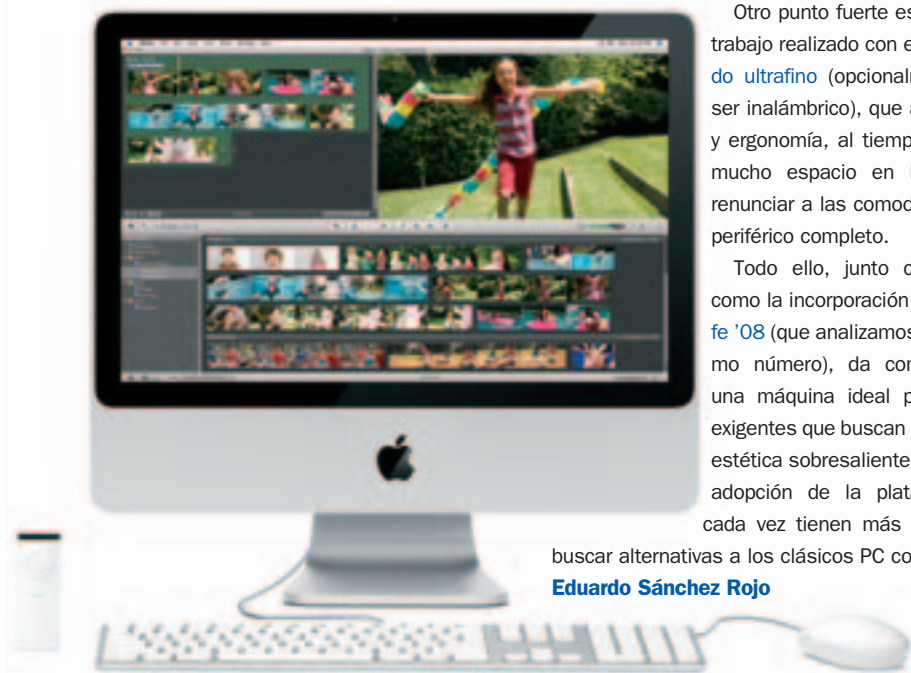 Otro punto fuerte es
trabajo realizado con e
do ultrafino (opcional
ser inalámbrico), que a
y ergonomía, al tiemp
mucho espacio en
renunciar a las comod
periférico completo.
Todo ello, junto c
como la incorporación
fe ’08 (que analizamos
mo número), da con
una máquina ideal p
exigentes que buscan
estética sobresaliente
adopción de la plat
cada vez tienen más
buscar alternativas a los clásicos PC co
Eduardo Sánchez Rojo